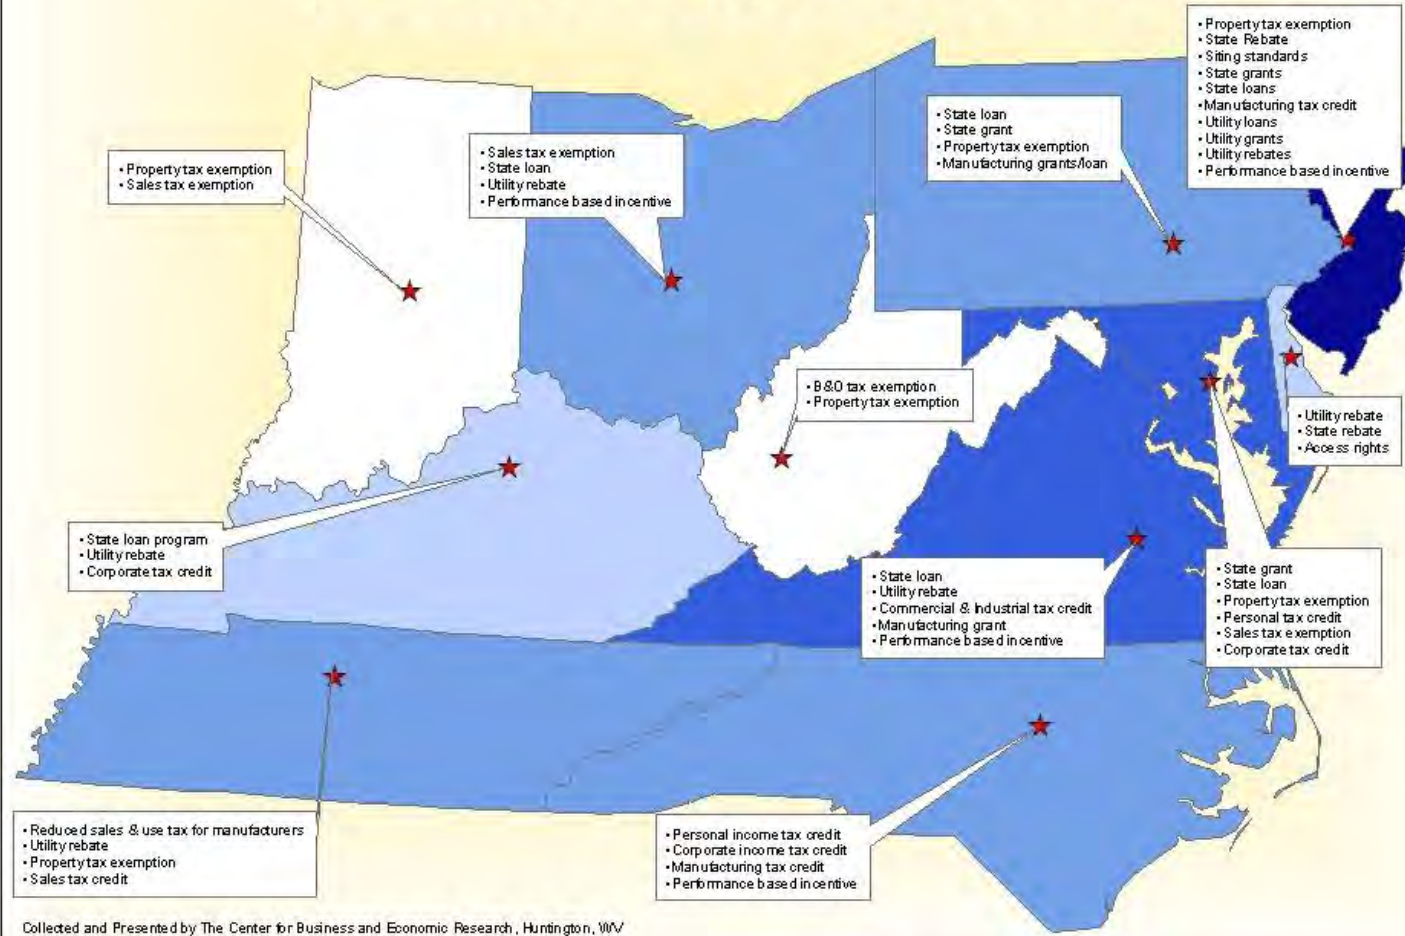 • Property tax exemption
• State Rebate
• Siting standards
• State grants
• State loans
• Manufacturing tax credit
• Utility loans
• Utility grants
• Utility rebates
• Performance based incentive
• State loan
• State grant
• Property tax exemption
• Manufacturing grants/loan
• Sales tax exemption
• State loan
• Utility rebate
• Performance based incentive
• Property tax exemption
• Sales tax exemption
• B&O tax exemption
• Property tax exemption
• Utility rebate
• State rebate
• Access rights
• State loan program
• Utility rebate
• Corporate tax credit
• State loan
• Utility rebate
• Commercial & Industrial tax credit
• Manufacturing grant
• Performance based incentive
• State grant
• State loan
• Property tax exemption
• Personal tax credit
• Sales tax exemption
• Corporate tax credit
• Reduced sales & use tax for manufacturers
• Utility rebate
• Property tax exemption
• Sales tax credit
• Personal income tax credit
• Corporate income tax credit
• Manufacturing tax credit
• Performance based incentive
Collected and Presented by The Center for Business and Economic Research, Huntington, WV